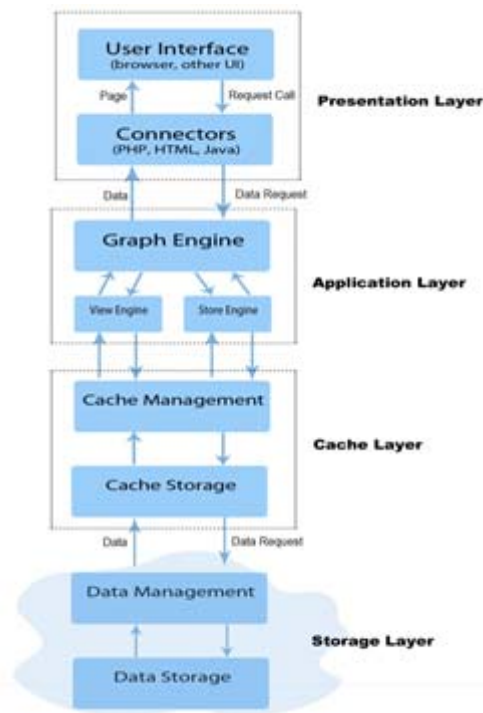 User Interface
(browser, other UI)
Page
Request Call
Presentation Layer
Connectors
(PHP, HTML, Java)
Data
Data Request
Graph Engine
Application Layer
View Engine
Store Engine
Cache Management
Cache Layer
Cache Storage
Data
Data Request
Data Management
Storage Layer
Data Storage